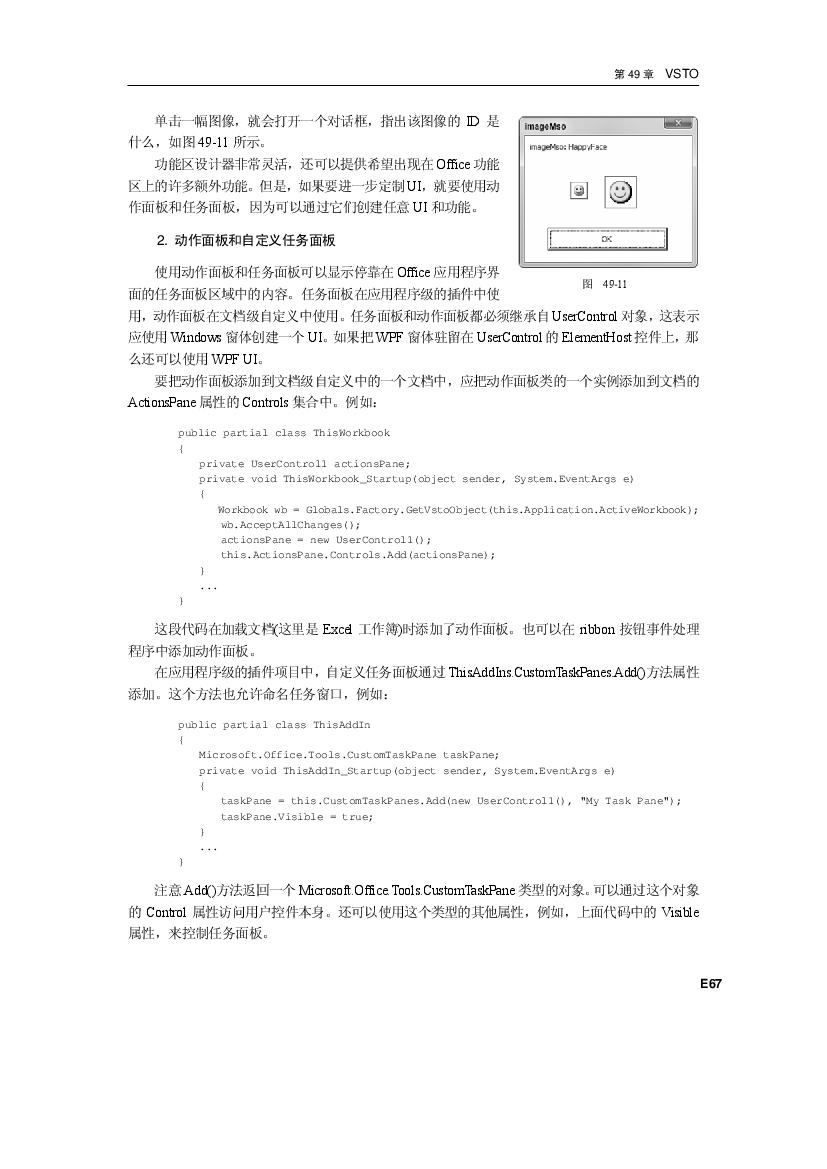 第 49 章 VSTO
单击一幅图像，就会打开一个对话框，指出该图像的 ID 是
什么，如图 49-11 所示。
功能区设计器非常灵活，还可以提供希望出现在 Office 功能
区上的许多额外功能。但是，如果要进一步定制 UI，就要使用动
作面板和任务面板，因为可以通过它们创建任意 UI 和功能。
imageMso
imageMso: HappyFace
OK
图 49-11
2. 动作面板和自定义任务面板
使用动作面板和任务面板可以显示停靠在 Office 应用程序界
面的任务面板区域中的内容。任务面板在应用程序级的插件中使
用，动作面板在文档级自定义中使用。任务面板和动作面板都必须继承自 UserControl 对象，这表示
应使用 Windows 窗体创建一个 UI。如果把 WPF 窗体驻留在 UserControl 的 ElementHost 控件上，那
么还可以使用 WPF UI。
要把动作面板添加到文档级自定义中的一个文档中，应把动作面板类的一个实例添加到文档的
ActionsPane 属性的 Controls 集合中。例如：
public partial class ThisWorkbook
{
private UserControl1 actionsPane;
private void ThisWorkbook_Startup(object sender, System.EventArgs e)
{
Workbook wb = Globals.Factory.GetVstoObject(this.Application.ActiveWorkbook);
wb.AcceptAllChanges();
actionsPane = new UserControl1();
this.ActionsPane.Controls.Add(actionsPane);
}
...
}
这段代码在加载文档(这里是 Excel 工作簿)时添加了动作面板。也可以在 ribbon 按钮事件处理
程序中添加动作面板。
在应用程序级的插件项目中，自定义任务面板通过 ThisAddIns.CustomTaskPanes.Add()方法属性
添加。这个方法也允许命名任务窗口，例如：
public partial class ThisAddIn
{
Microsoft.Office.Tools.CustomTaskPane taskPane;
private void ThisAddIn_Startup(object sender, System.EventArgs e)
{
taskPane = this.CustomTaskPanes.Add(new UserControl1(), "My Task Pane");
taskPane.Visible = true;
}
...
}
注意 Add()方法返回一个 Microsoft.Office.Tools.CustomTaskPane 类型的对象。可以通过这个对象
的 Control 属性访问用户控件本身。还可以使用这个类型的其他属性，例如，上面代码中的 Visible
属性，来控制任务面板。
E67